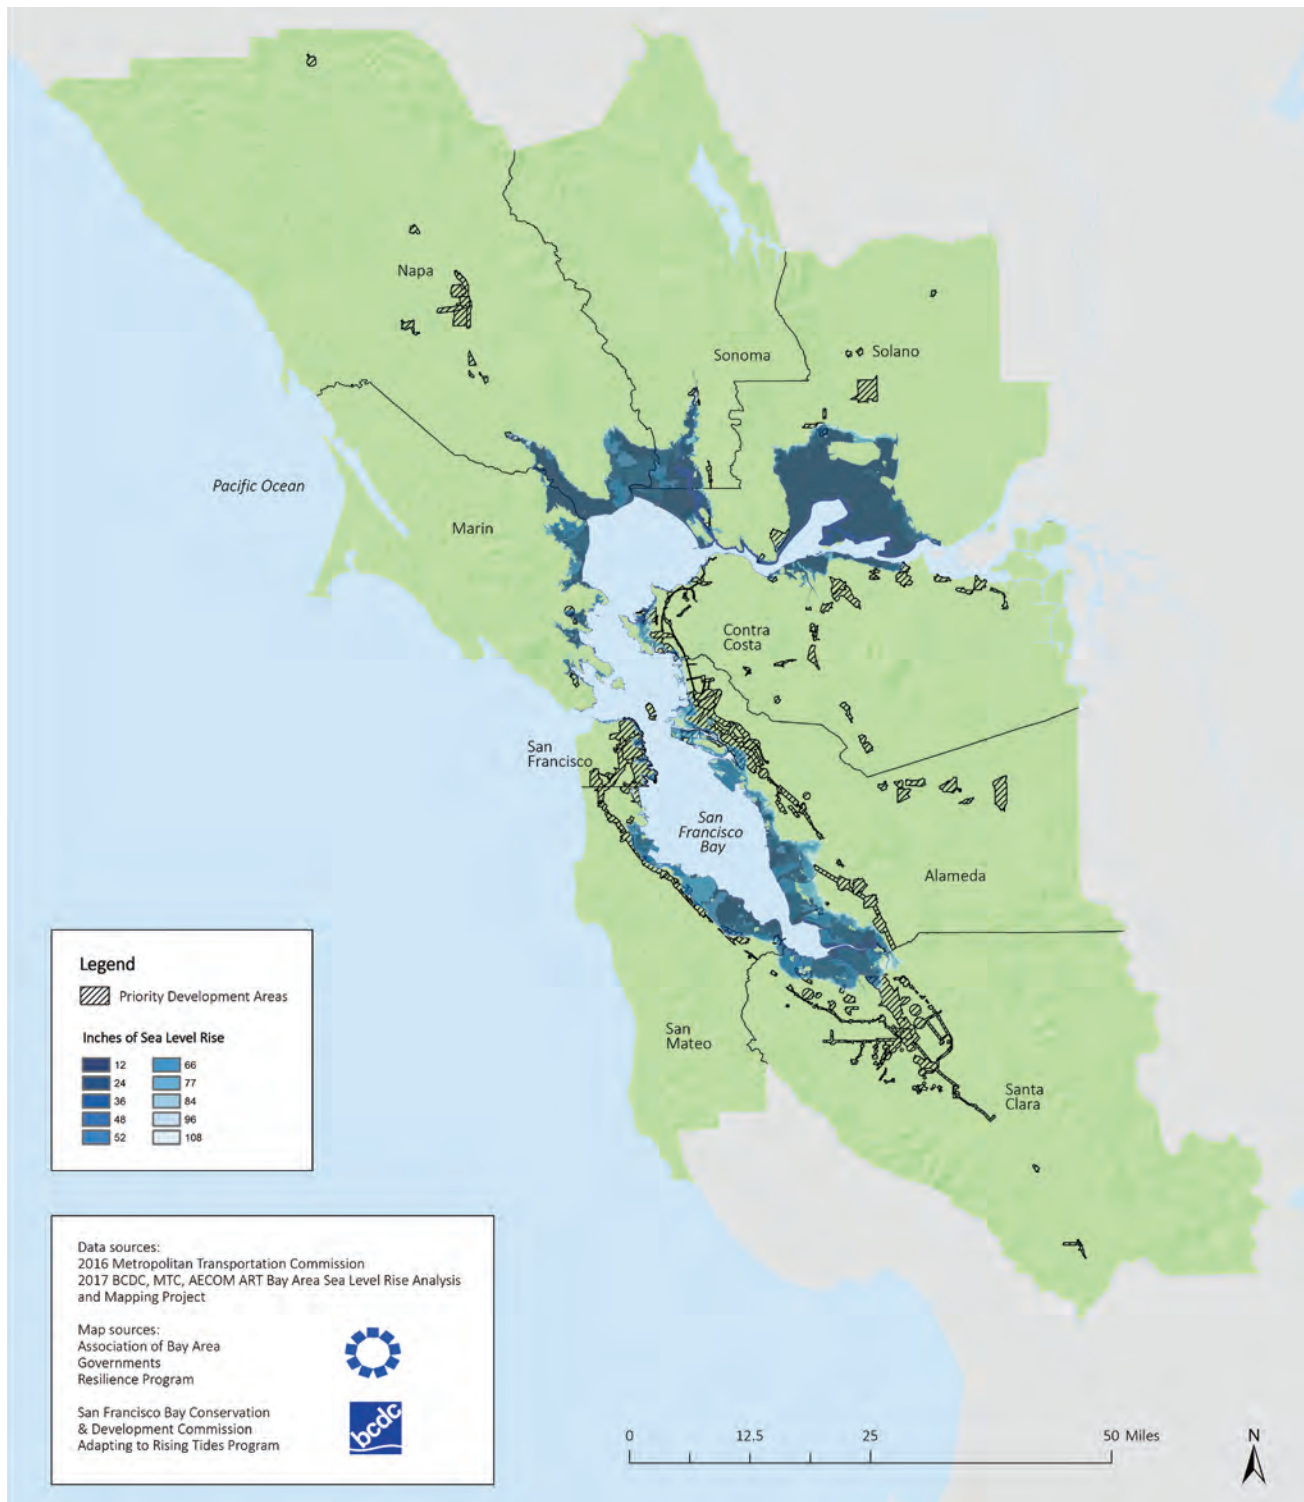 Napa
Sonoma
Solano
Pacific Ocean
Marin
Contra
Costa
San
Francisco
San
Francisco
Bay
Alameda
San
Mateo
Santa
Clara
Legend
Priority Development Areas
Inches of Sea Level Rise
12
24
36
48
52
66
77
84
96
108
Data sources:
2016 Metropolitan Transportation Commission
2017 BCDC, MTC, AECOM ART Bay Area Sea Level Rise Analysis
and Mapping Project
Map sources:
Association of Bay Area
Governments
Resilience Program
San Francisco Bay Conservation
& Development Commission
Adapting to Rising Tides Program
bcdc
0 12.5 25 50 Miles
N